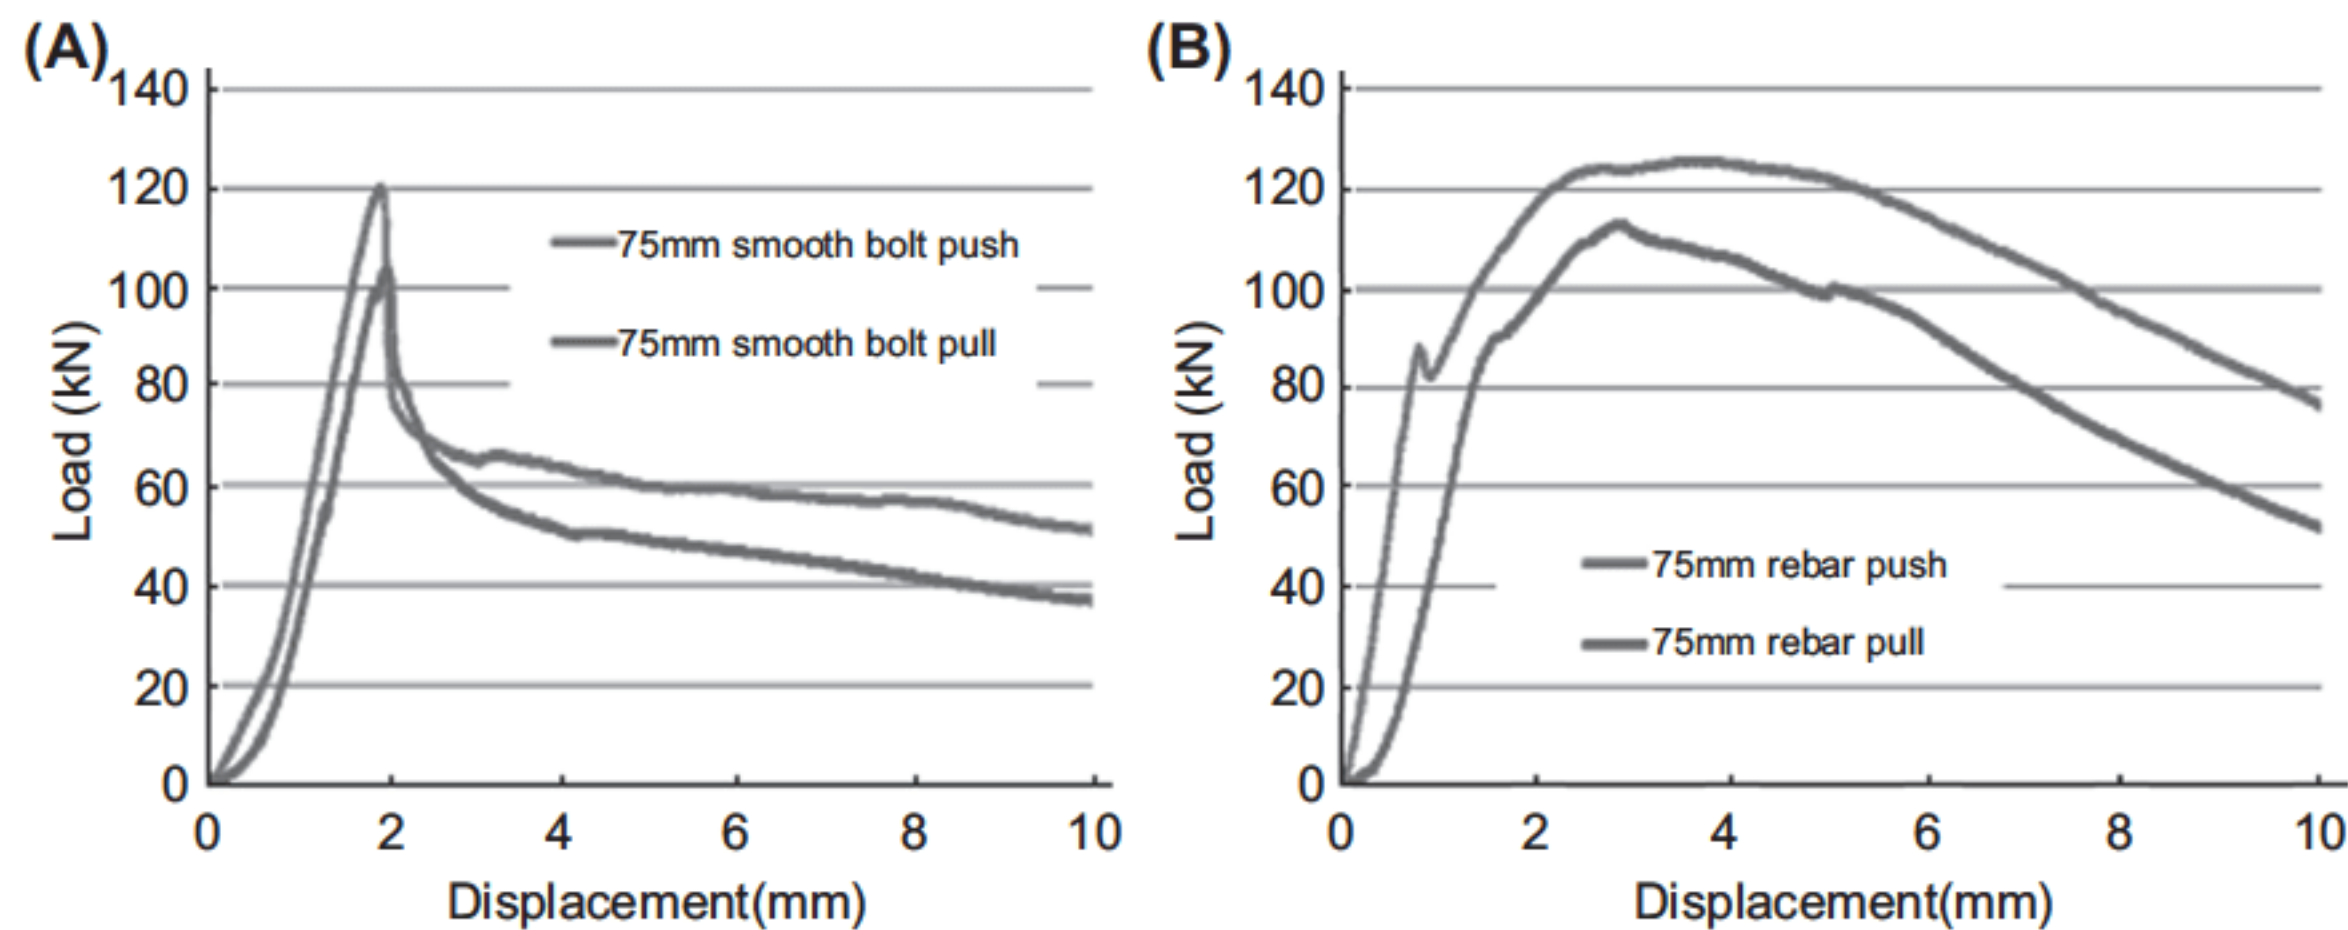 (A)
140
120
100
80
60
40
20
0
Load (kN)
75mm smooth bolt push
75mm smooth bolt pull
0 2 4 6 8 10
Displacement(mm)
(B)
140
120
100
80
60
40
20
0
Load (kN)
75mm rebar push
75mm rebar pull
0 2 4 6 8 10
Displacement(mm)